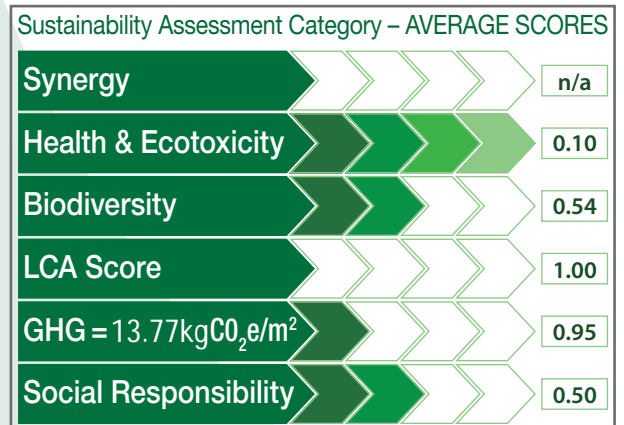 Sustainability Assessment Category – AVERAGE SCORES
Synergy n/a
Health & Ecotoxicity 0.10
Biodiversity 0.54
LCA Score 1.00
GHG = 13.77kgCO₂e/m² 0.95
Social Responsibility 0.50